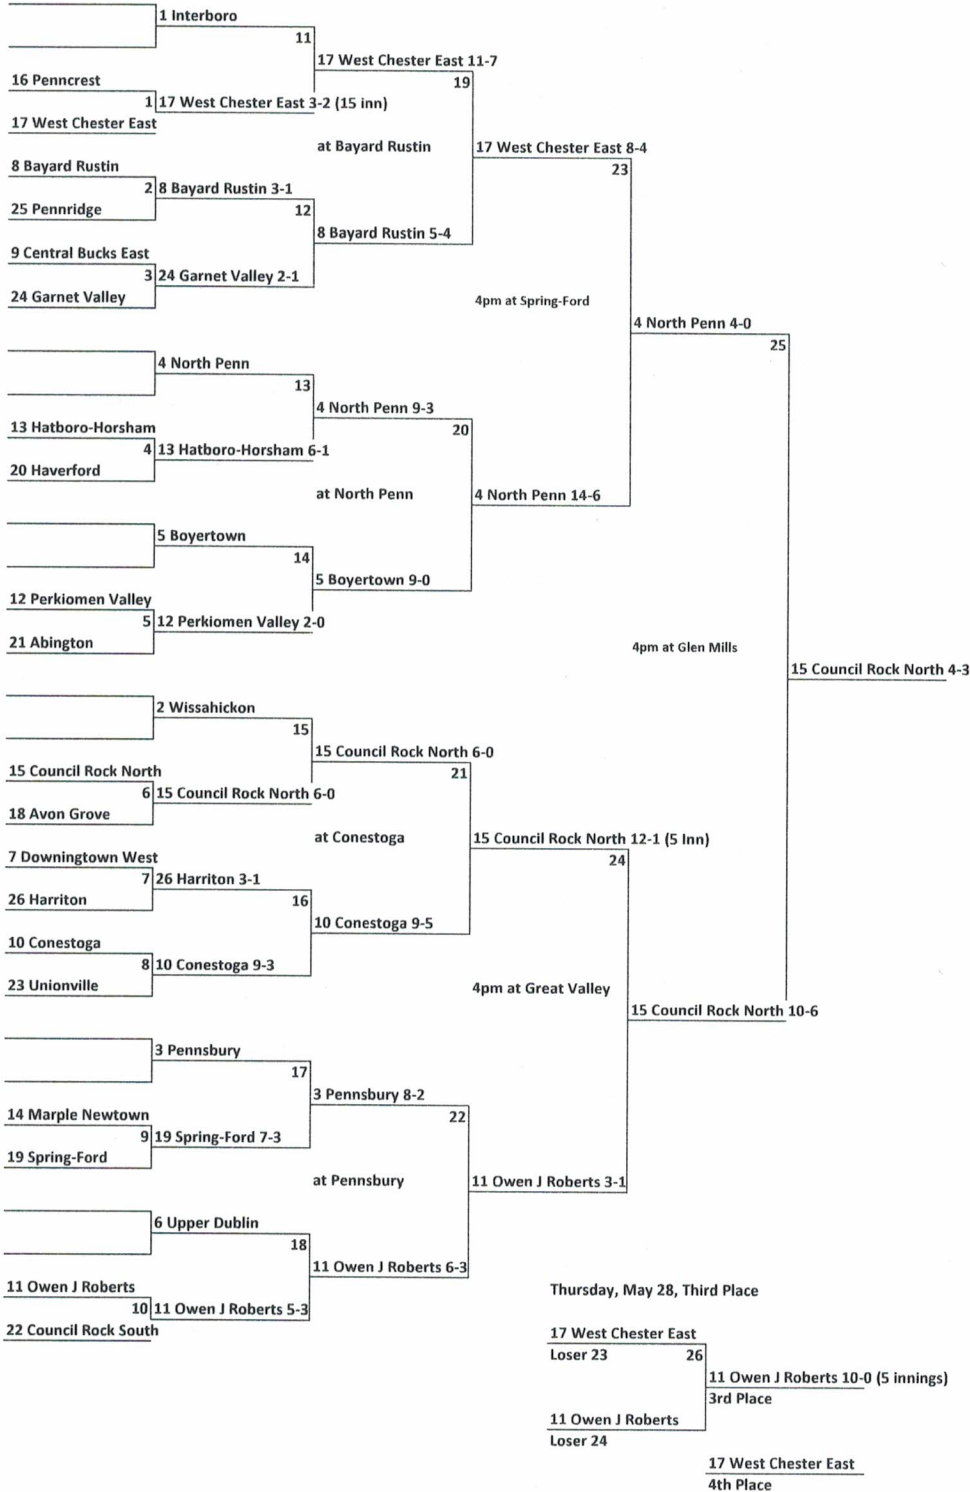 1 Interboro
11
17 West Chester East 11-7
19
16 Penncrest
1 17 West Chester East 3-2 (15 inn)
17 West Chester East
at Bayard Rustin
17 West Chester East 8-4
23
8 Bayard Rustin
2 8 Bayard Rustin 3-1
25 Pennridge
12
8 Bayard Rustin 5-4
9 Central Bucks East
3 24 Garnet Valley 2-1
24 Garnet Valley
4pm at Spring-Ford
4 North Penn 4-0
25
4 North Penn
13
4 North Penn 9-3
20
13 Hatboro-Horsham
4 13 Hatboro-Horsham 6-1
20 Haverford
at North Penn
4 North Penn 14-6
5 Boyertown
14
5 Boyertown 9-0
12 Perkiomen Valley
5 12 Perkiomen Valley 2-0
21 Abington
4pm at Glen Mills
15 Council Rock North 4-3
2 Wissahickon
15
15 Council Rock North 6-0
21
15 Council Rock North
6 15 Council Rock North 6-0
18 Avon Grove
at Conestoga
15 Council Rock North 12-1 (5 Inn)
24
7 Downingtown West
7 26 Harriton 3-1
26 Harriton
16
10 Conestoga 9-5
10 Conestoga
8 10 Conestoga 9-3
23 Unionville
4pm at Great Valley
15 Council Rock North 10-6
3 Pennsbury
17
3 Pennsbury 8-2
22
14 Marple Newtown
9 19 Spring-Ford 7-3
19 Spring-Ford
at Pennsbury
11 Owen J Roberts 3-1
6 Upper Dublin
18
11 Owen J Roberts 6-3
11 Owen J Roberts
10 11 Owen J Roberts 5-3
22 Council Rock South
Thursday, May 28, Third Place
17 West Chester East
Loser 23 26
11 Owen J Roberts 10-0 (5 innings)
3rd Place
11 Owen J Roberts
Loser 24
17 West Chester East
4th Place